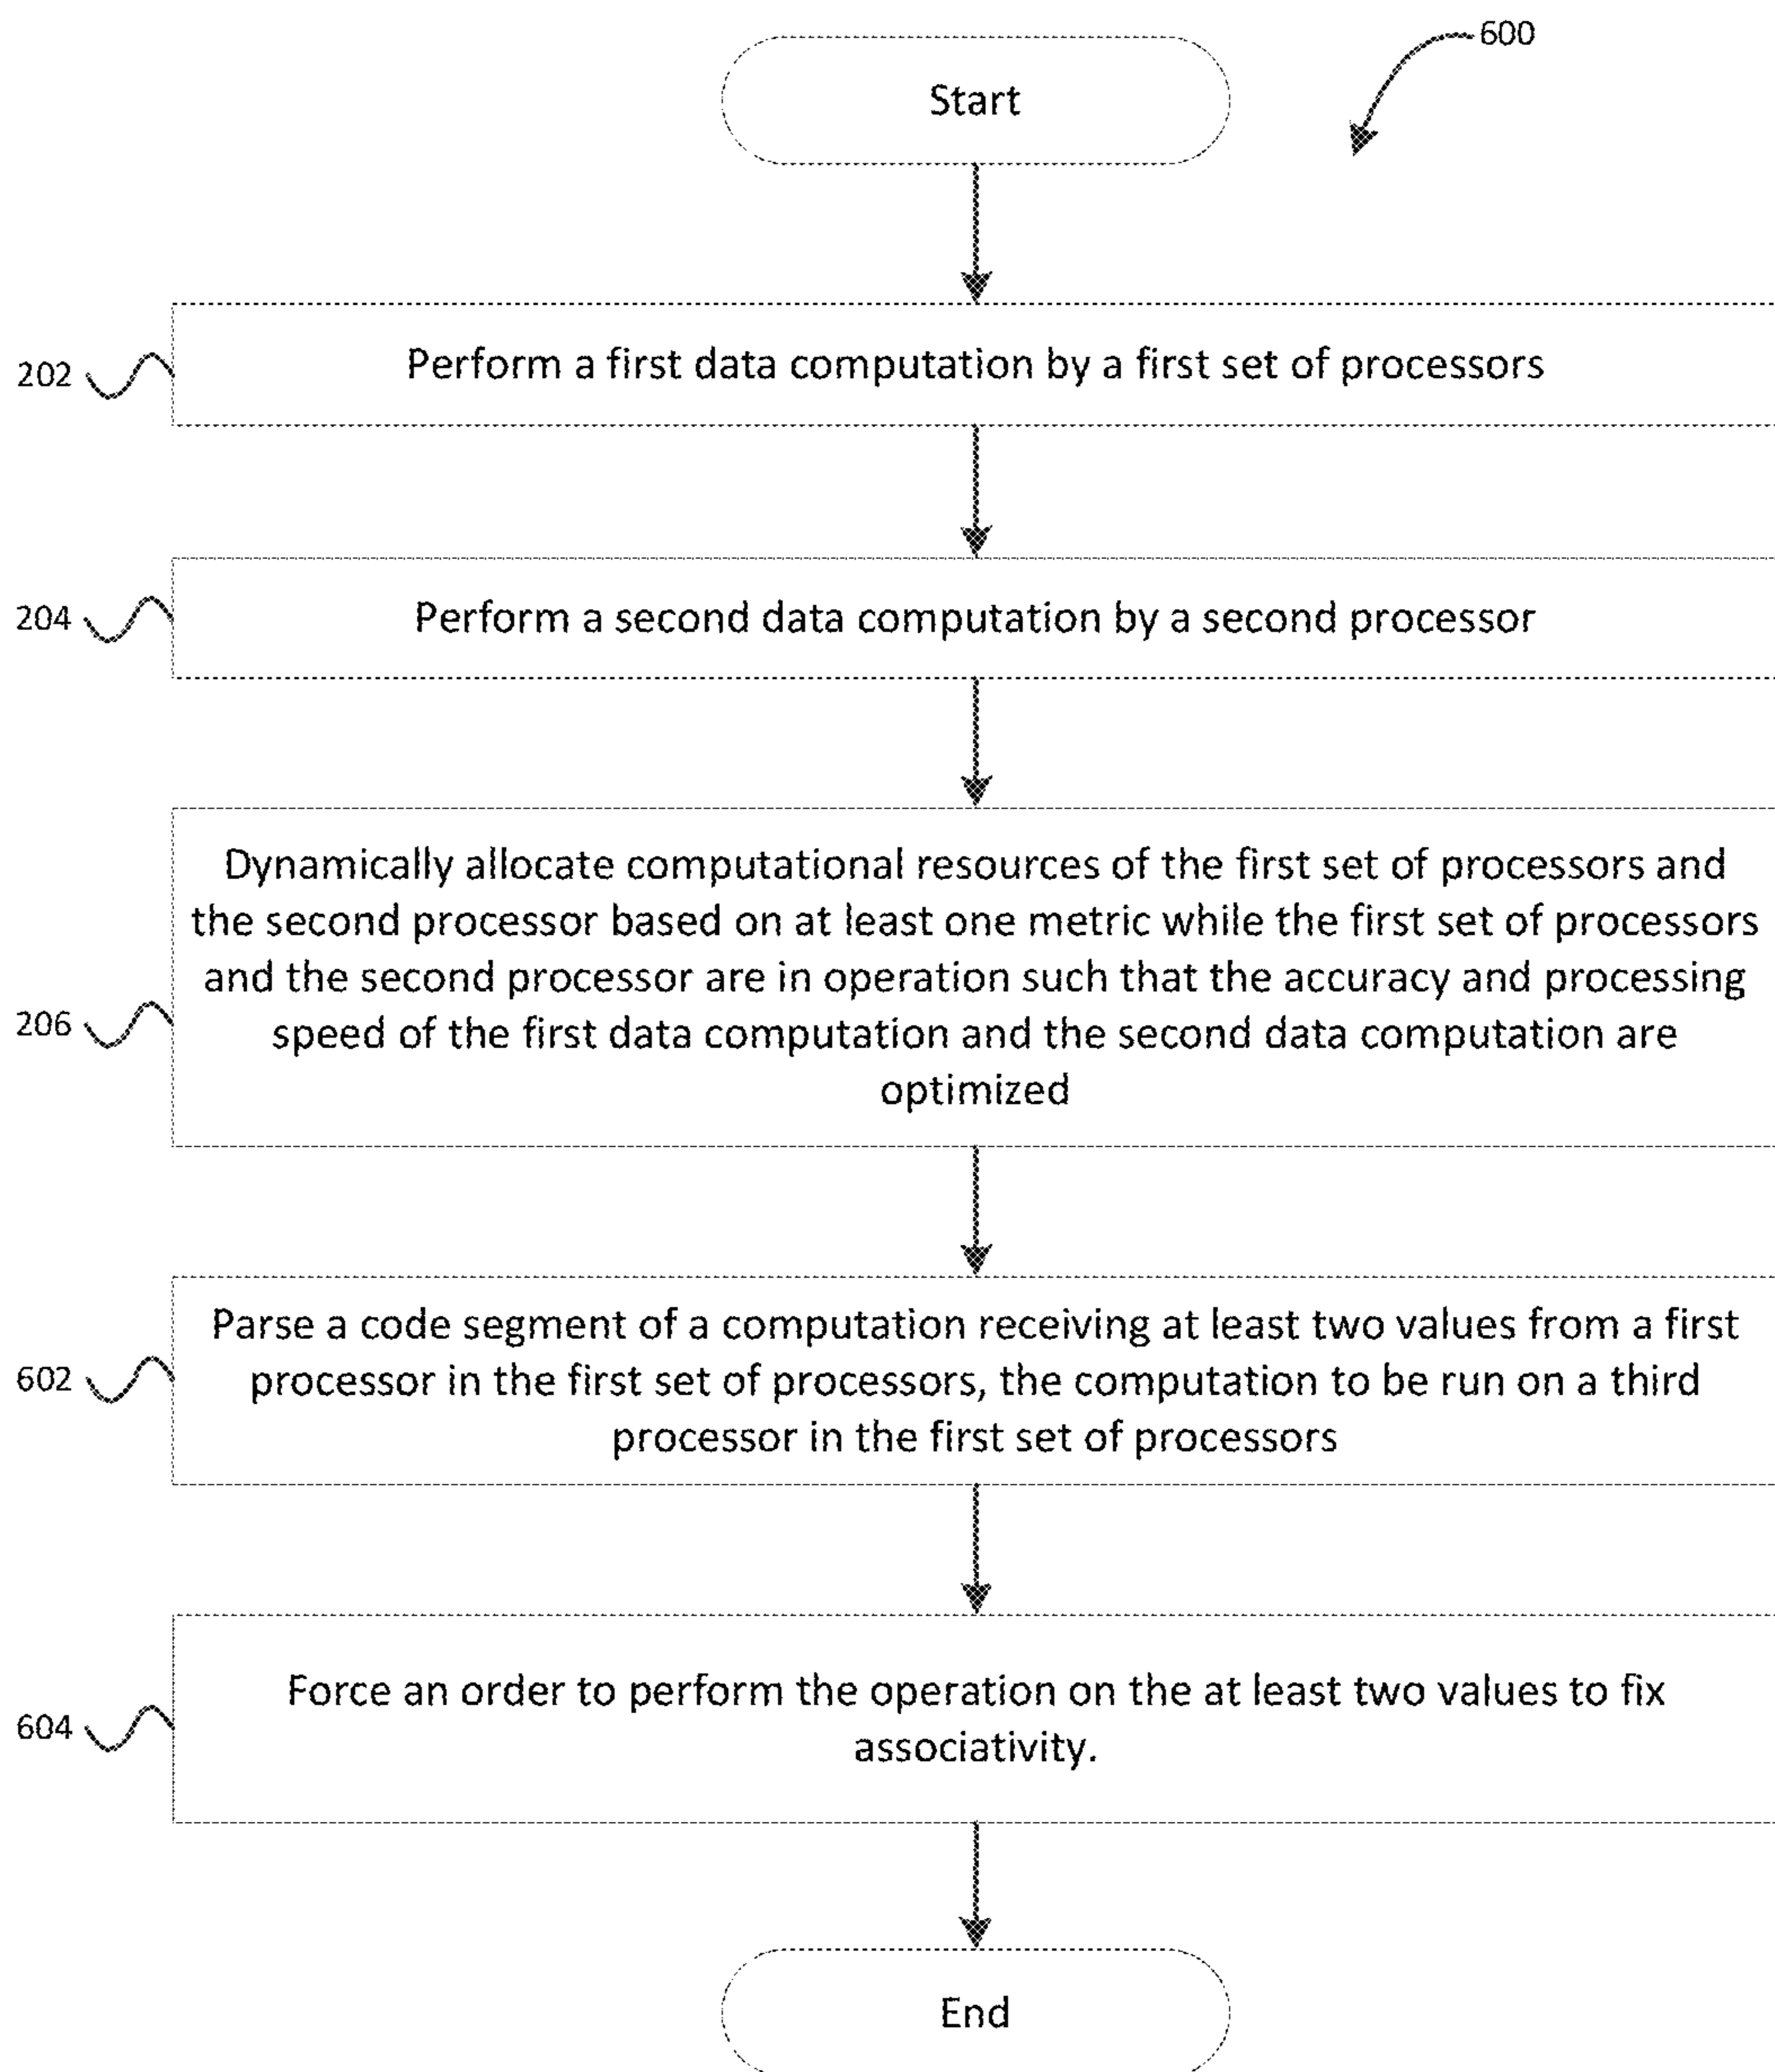 600
Start
202
Perform a first data computation by a first set of processors
204
Perform a second data computation by a second processor
206
Dynamically allocate computational resources of the first set of processors and
the second processor based on at least one metric while the first set of processors
and the second processor are in operation such that the accuracy and processing
speed of the first data computation and the second data computation are
optimized
602
Parse a code segment of a computation receiving at least two values from a first
processor in the first set of processors, the computation to be run on a third
processor in the first set of processors
604
Force an order to perform the operation on the at least two values to fix
associativity.
End